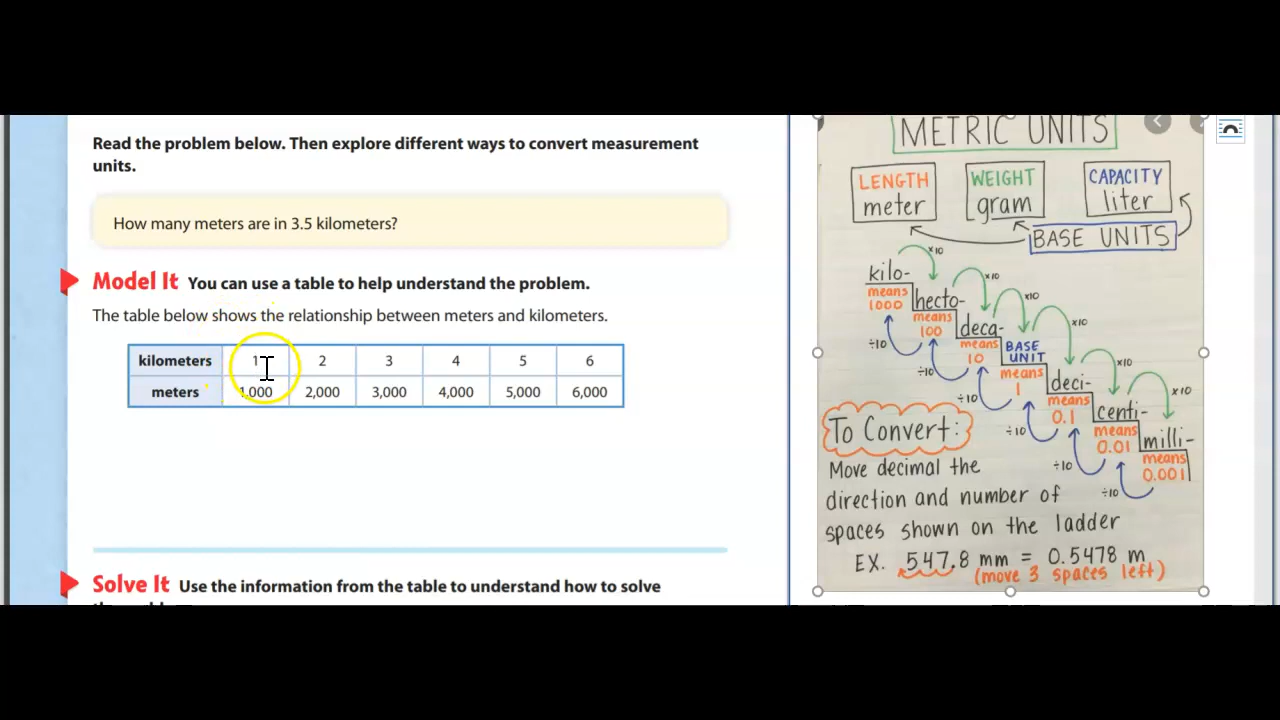 Read the problem below. Then explore different ways to convert measurement
units.
How many meters are in 3.5 kilometers?
Model It You can use a table to help understand the problem.
The table below shows the relationship between meters and kilometers.
kilometers 1 2 3 4 5 6
meters 1,000 2,000 3,000 4,000 5,000 6,000
Solve It Use the information from the table to understand how to solve
METRIC UNITS
LENGTH
meter
WEIGHT
gram
CAPACITY
liter
BASE UNITS
kilo-
means
1000
x10
hecto-
means
100
x10
deca-
means
10
x10
BASE
UNIT
means
1
x10
deci-
means
0.1
x10
centi-
means
0.01
x10
milli-
means
0.001
÷10
÷10
÷10
÷10
÷10
÷10
To Convert:
Move decimal the
direction and number of
spaces shown on the ladder
EX. 547.8 mm = 0.5478 m
(move 3 spaces left)